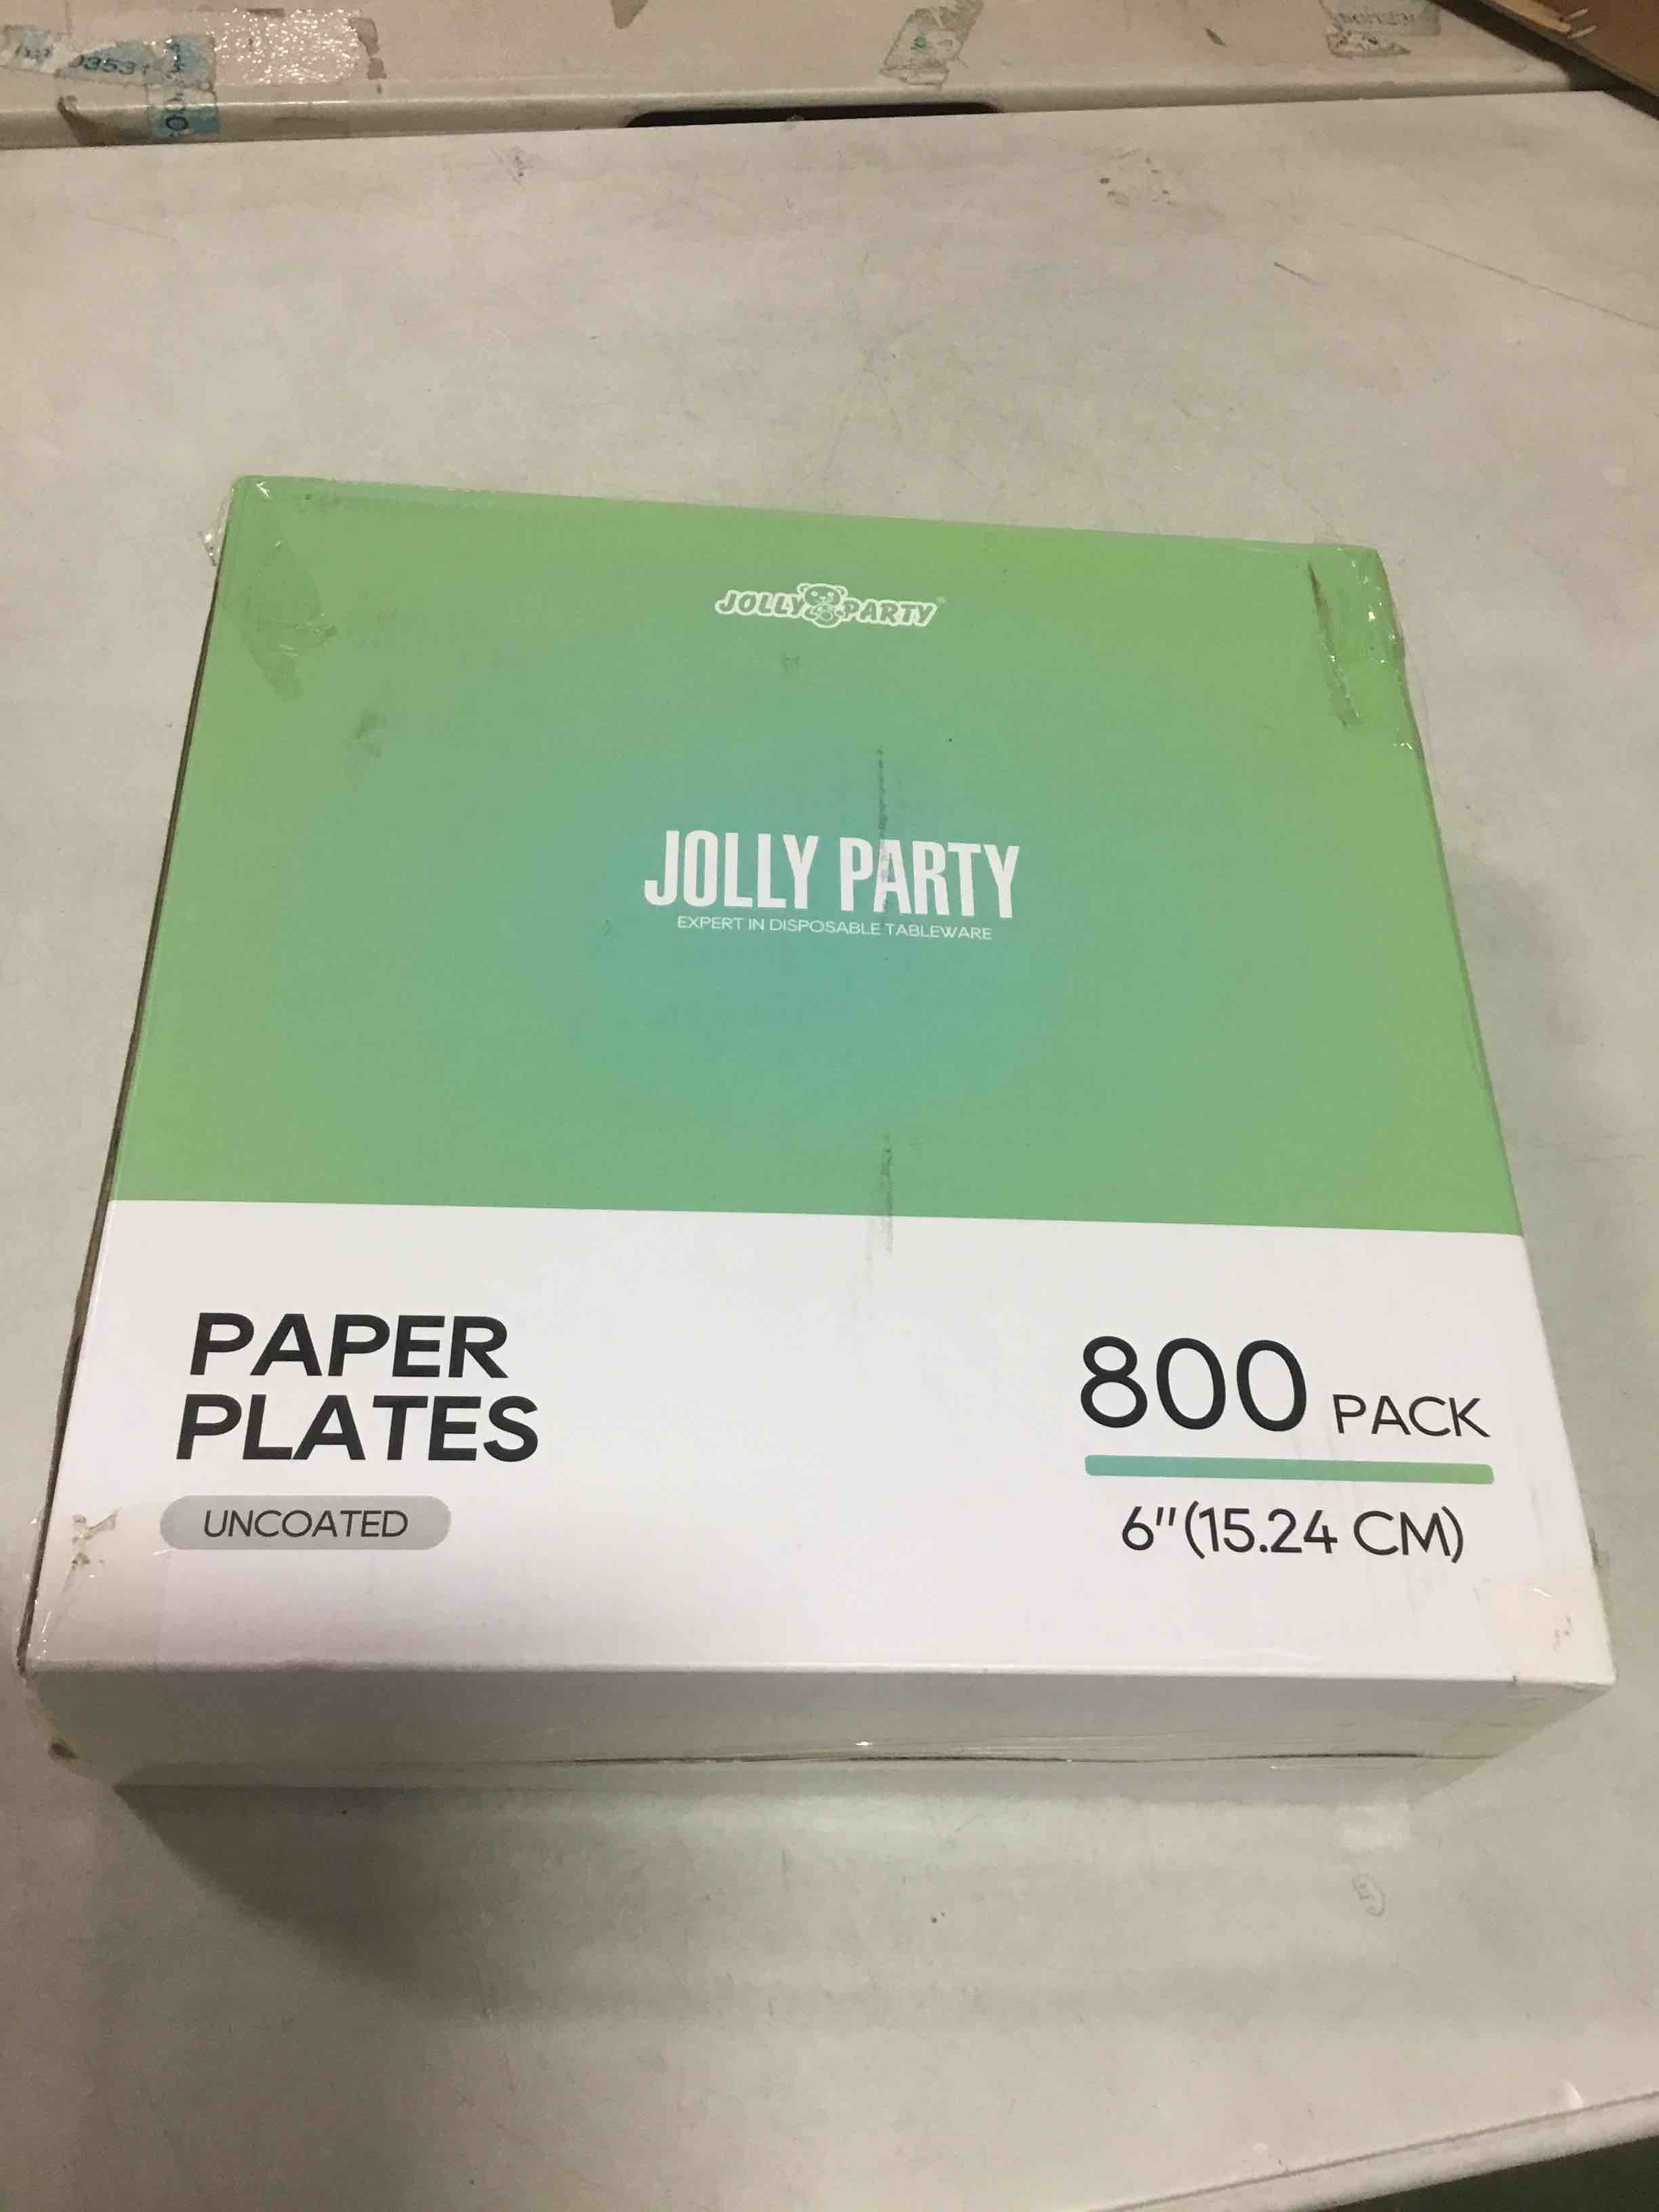 JOLLY PARTY
JOLLY PARTY
EXPERT IN DISPOSABLE TABLEWARE
PAPER
PLATES
UNCOATED
800 PACK
6"(15.24 CM)